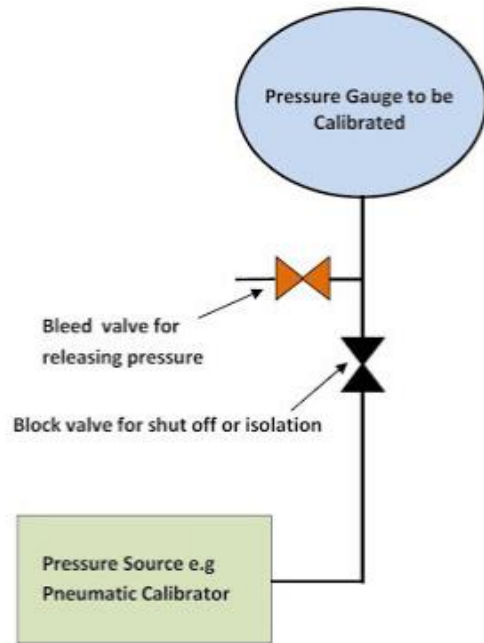 Pressure Gauge to be
Calibrated
Bleed valve for
releasing pressure
Block valve for shut off or isolation
Pressure Source e.g
Pneumatic Calibrator